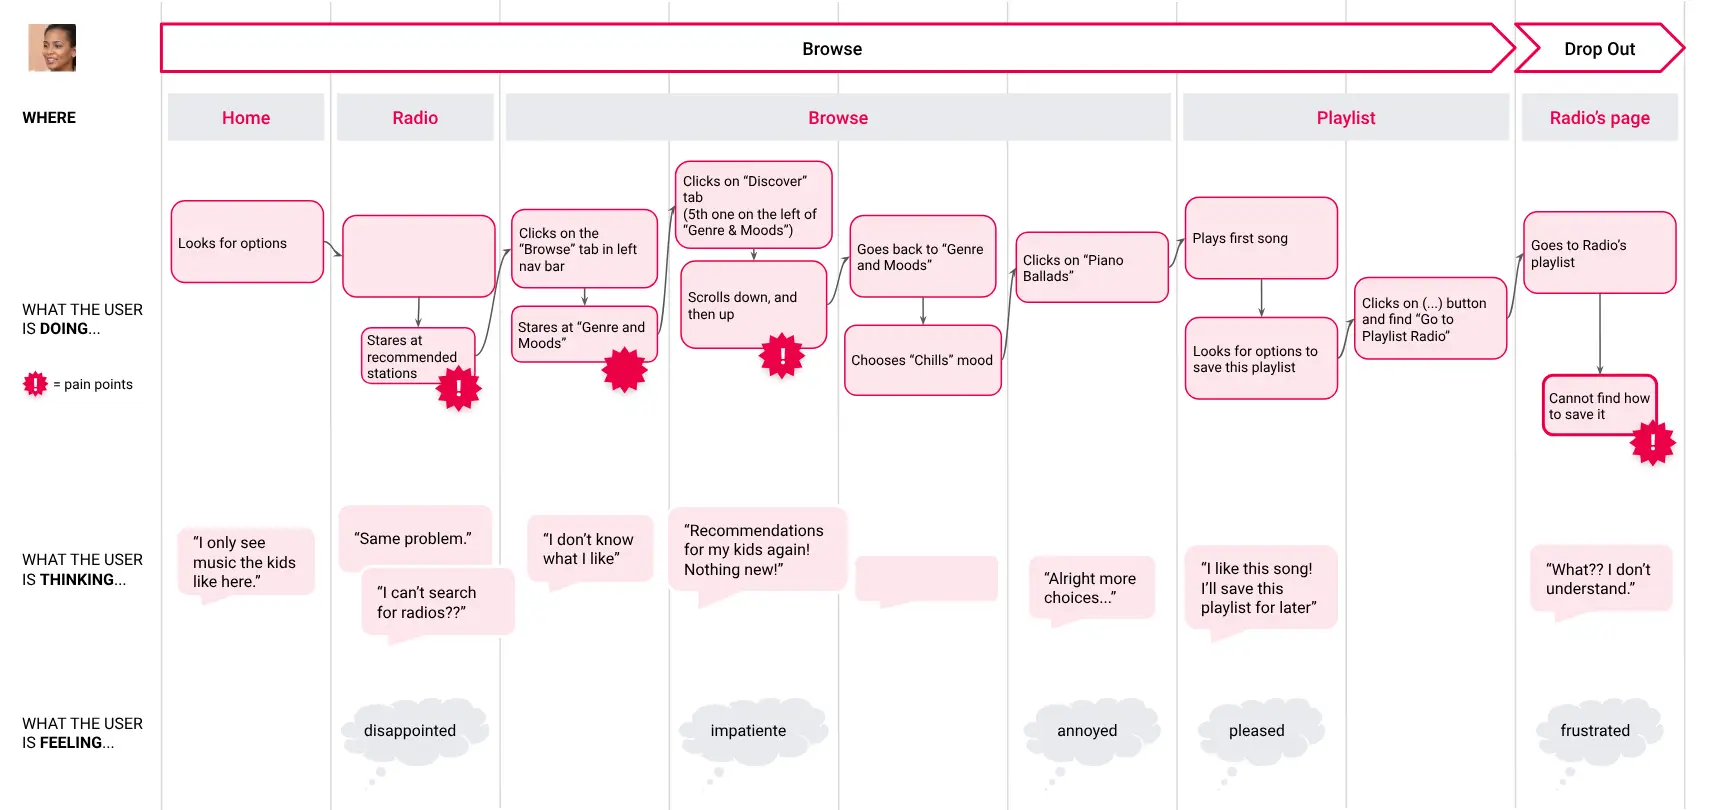 Browse
Drop Out
WHERE
Home
Radio
Browse
Playlist
Radio’s page
WHAT THE USER
IS DOING...
! = pain points
Looks for options
Stares at
recommended
stations
!
Clicks on the
“Browse” tab in left
nav bar
Stares at “Genre and
Moods”
Clicks on “Discover”
tab
(5th one on the left of
“Genre & Moods”)
Scrolls down, and
then up
!
Goes back to “Genre
and Moods”
Chooses “Chills” mood
Clicks on “Piano
Ballads”
Plays first song
Looks for options to
save this playlist
Clicks on (...) button
and find “Go to
Playlist Radio”
Goes to Radio’s
playlist
Cannot find how
to save it
!
WHAT THE USER
IS THINKING...
“I only see
music the kids
like here.”
“Same problem.”
“I can’t search
for radios??”
“I don’t know
what I like”
“Recommendations
for my kids again!
Nothing new!”
“Alright more
choices...”
“I like this song!
I’ll save this
playlist for later”
“What?? I don’t
understand.”
WHAT THE USER
IS FEELING...
disappointed
impatiente
annoyed
pleased
frustrated